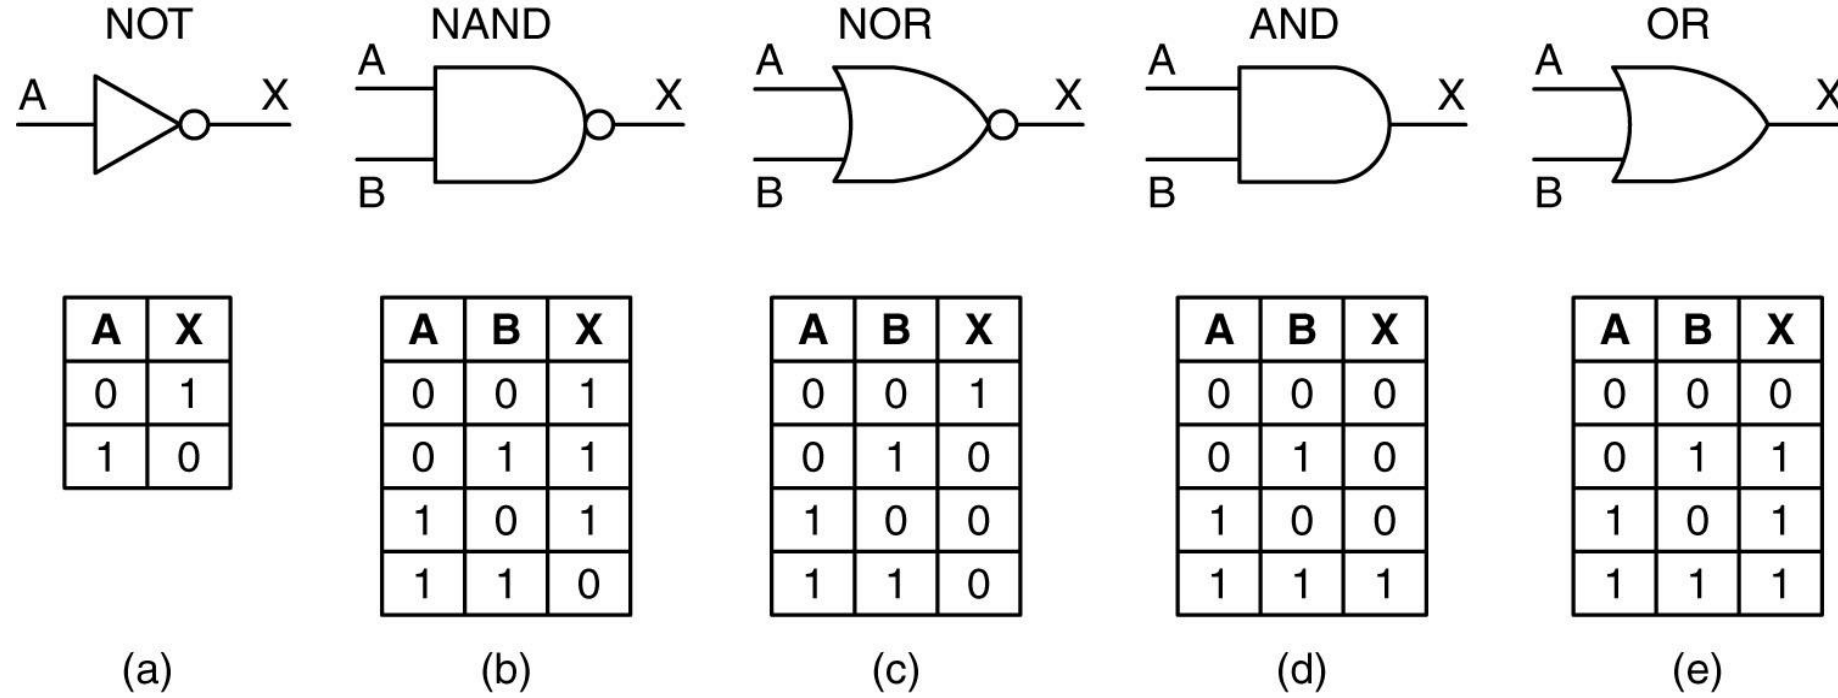 NOT NAND NOR AND OR
A X A B X A B X A B X A B X
A X A B X A B X A B X A B X
0 1 0 0 1 0 0 1 0 0 0 0 0 0
1 0 0 1 1 0 1 0 0 1 0 0 1 1
1 0 1 1 0 0 1 0 0 1 0 1
1 1 0 1 1 0 1 1 1 1 1 1
(a) (b) (c) (d) (e)